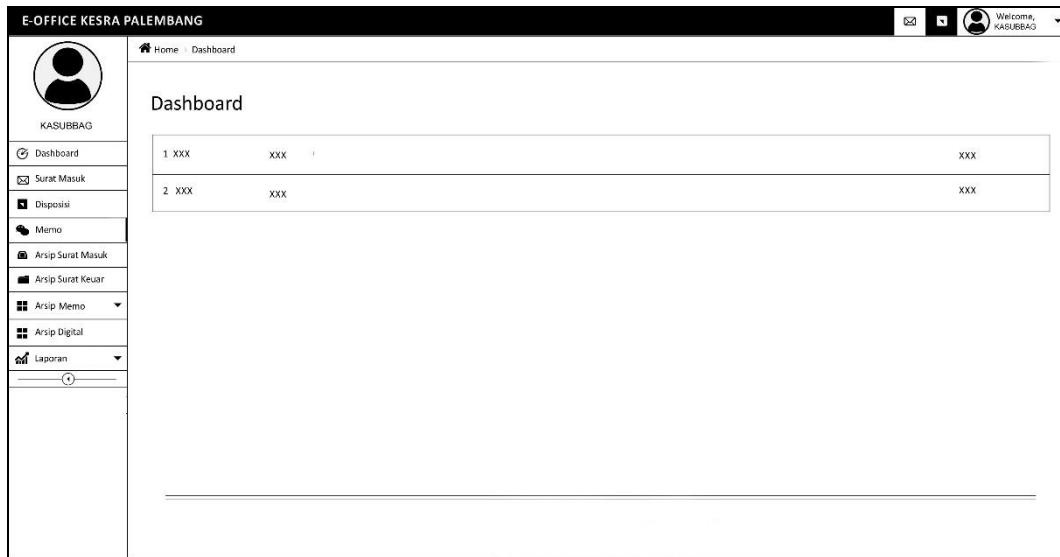 E-OFFICE KESRA PALEMBANG
Welcome,
KASUBBAG
Home Dashboard
KASUBBAG
Dashboard
Surat Masuk
Disposisi
Memo
Arsip Surat Masuk
Arsip Surat Keuar
Arsip Memo
Arsip Digital
Laporan
Dashboard
1 XXX XXX XXX
2 XXX XXX XXX